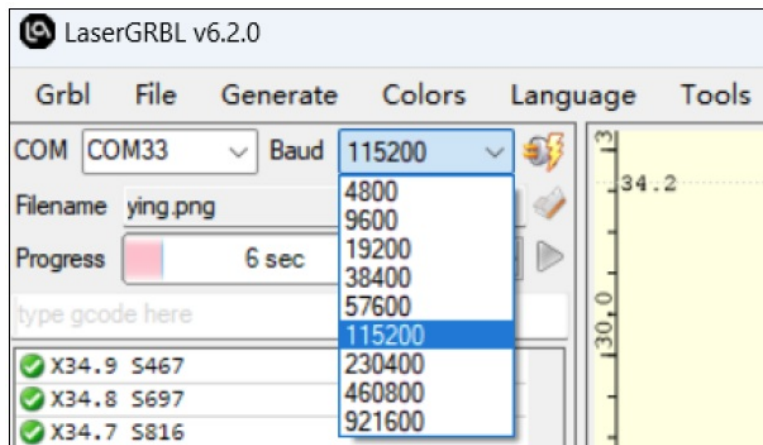 LaserGRBL v6.2.0
Grbl File Generate Colors Language Tools
COM COM33 Baud 115200
4800
9600
19200
38400
57600
115200
230400
460800
921600
Filename ying.png
Progress 6 sec
type gcode here
X34.9 S467
X34.8 S697
X34.7 S816
34.2
30.0